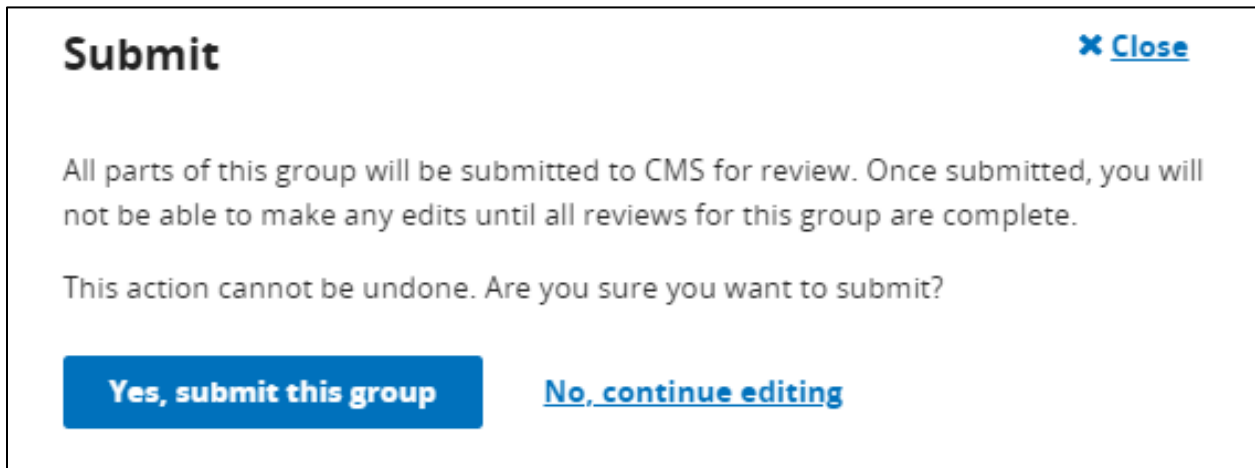 Submit
✖ Close
All parts of this group will be submitted to CMS for review. Once submitted, you will
not be able to make any edits until all reviews for this group are complete.
This action cannot be undone. Are you sure you want to submit?
Yes, submit this group
No, continue editing